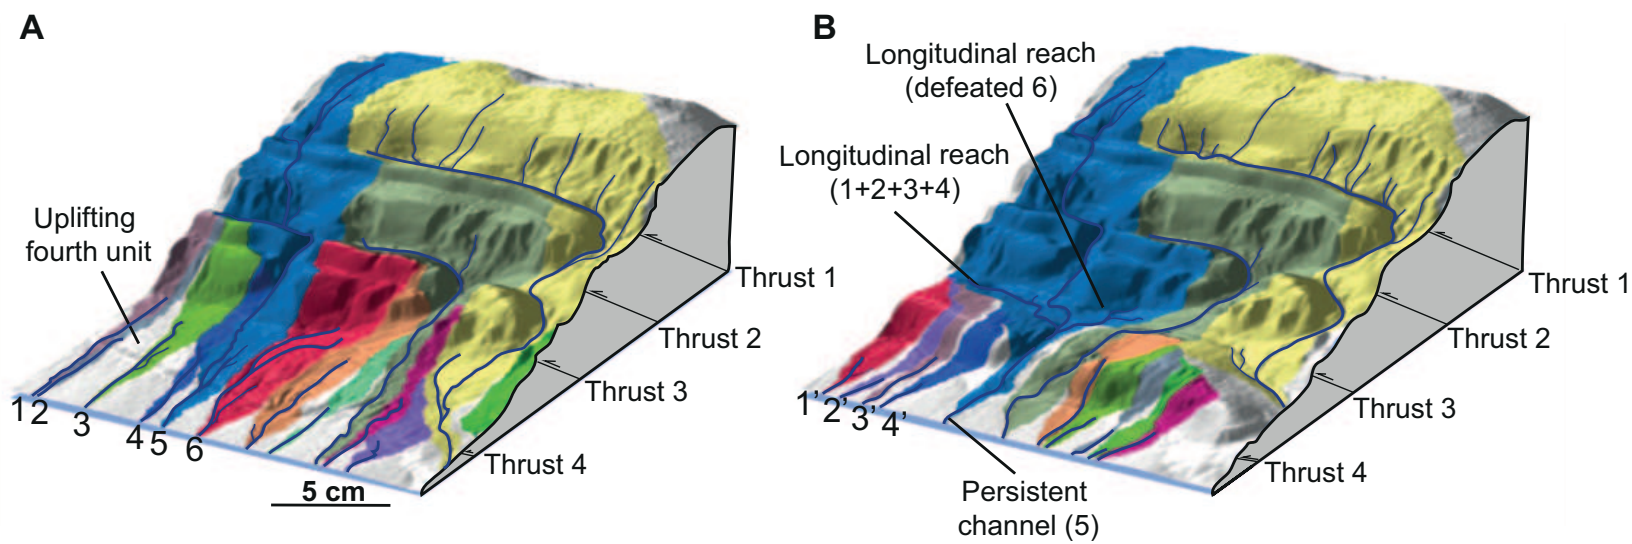 A
Uplifting
fourth unit
1 2 3 4 5 6
5 cm
Thrust 1
Thrust 2
Thrust 3
Thrust 4
B
Longitudinal reach
(defeated 6)
Longitudinal reach
(1+2+3+4)
1’ 2’ 3’ 4’
Persistent
channel (5)
Thrust 1
Thrust 2
Thrust 3
Thrust 4